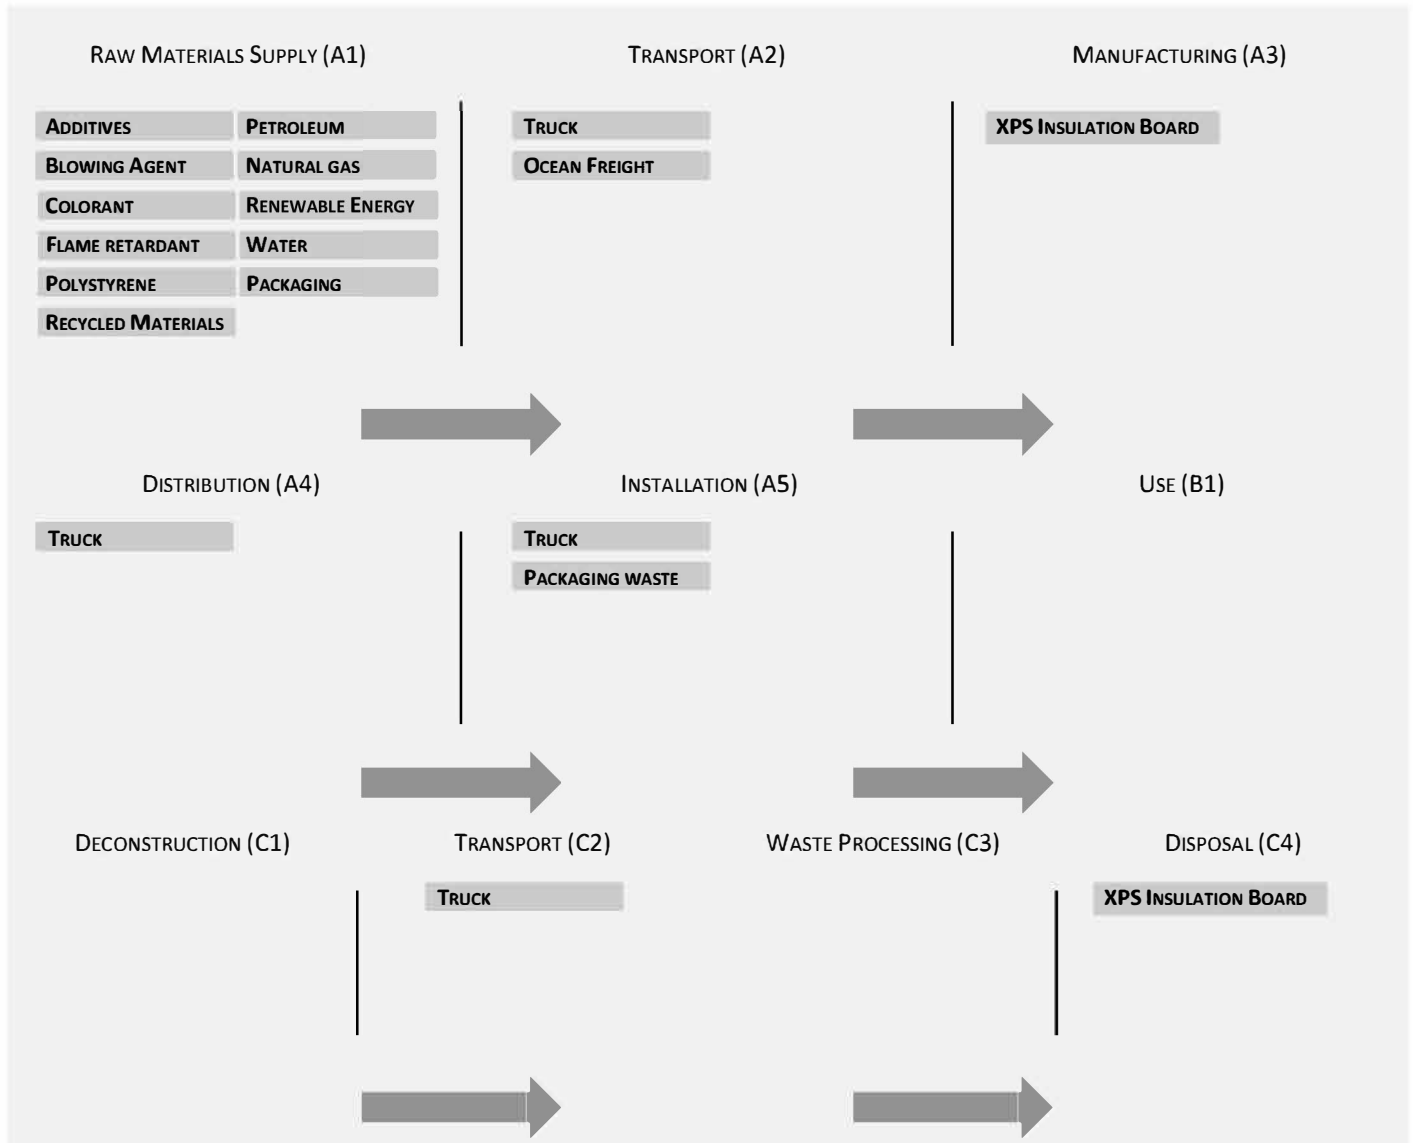 Raw Materials Supply (A1)
Additives
Blowing Agent
Colorant
Flame retardant
Polystyrene
Recycled Materials
Petroleum
Natural gas
Renewable Energy
Water
Packaging
Transport (A2)
Truck
Ocean Freight
Manufacturing (A3)
XPS Insulation Board
Distribution (A4)
Truck
Installation (A5)
Truck
Packaging waste
Use (B1)
Deconstruction (C1)
Transport (C2)
Truck
Waste Processing (C3)
Disposal (C4)
XPS Insulation Board